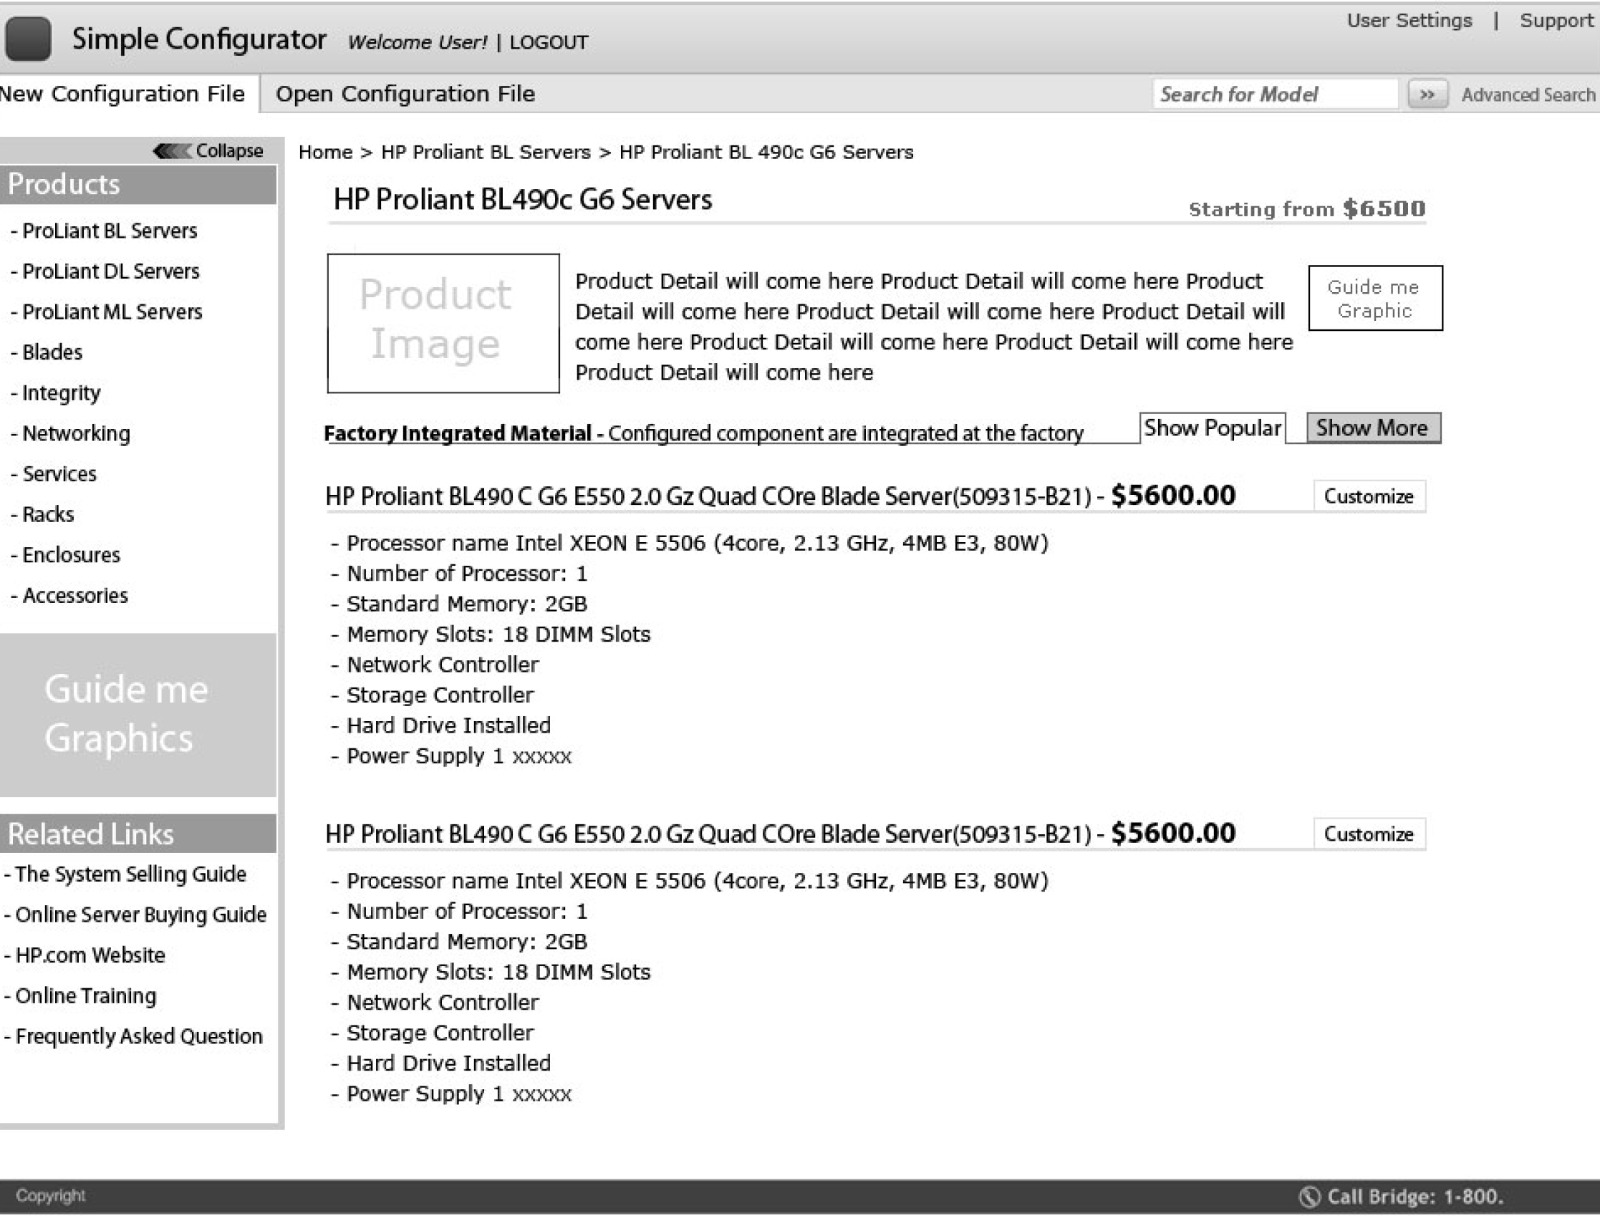 Simple Configurator Welcome User! | LOGOUT
User Settings | Support
New Configuration File
Open Configuration File
Search for Model
>>
Advanced Search
Collapse
Products
- ProLiant BL Servers
- ProLiant DL Servers
- ProLiant ML Servers
- Blades
- Integrity
- Networking
- Services
- Racks
- Enclosures
- Accessories
Guide me
Graphics
Related Links
- The System Selling Guide
- Online Server Buying Guide
- HP.com Website
- Online Training
- Frequently Asked Question
Home > HP Proliant BL Servers > HP Proliant BL 490c G6 Servers
HP Proliant BL490c G6 Servers
Starting from $6500
Product
Image
Product Detail will come here Product Detail will come here Product
Detail will come here Product Detail will come here Product Detail will
come here Product Detail will come here Product Detail will come here
Product Detail will come here
Guide me
Graphic
Factory Integrated Material - Configured component are integrated at the factory
Show Popular
Show More
HP Proliant BL490 C G6 E550 2.0 Gz Quad COre Blade Server(509315-B21) - $5600.00
Customize
- Processor name Intel XEON E 5506 (4core, 2.13 GHz, 4MB E3, 80W)
- Number of Processor: 1
- Standard Memory: 2GB
- Memory Slots: 18 DIMM Slots
- Network Controller
- Storage Controller
- Hard Drive Installed
- Power Supply 1 xxxxx
HP Proliant BL490 C G6 E550 2.0 Gz Quad COre Blade Server(509315-B21) - $5600.00
Customize
- Processor name Intel XEON E 5506 (4core, 2.13 GHz, 4MB E3, 80W)
- Number of Processor: 1
- Standard Memory: 2GB
- Memory Slots: 18 DIMM Slots
- Network Controller
- Storage Controller
- Hard Drive Installed
- Power Supply 1 xxxxx
Copyright
Call Bridge: 1-800.